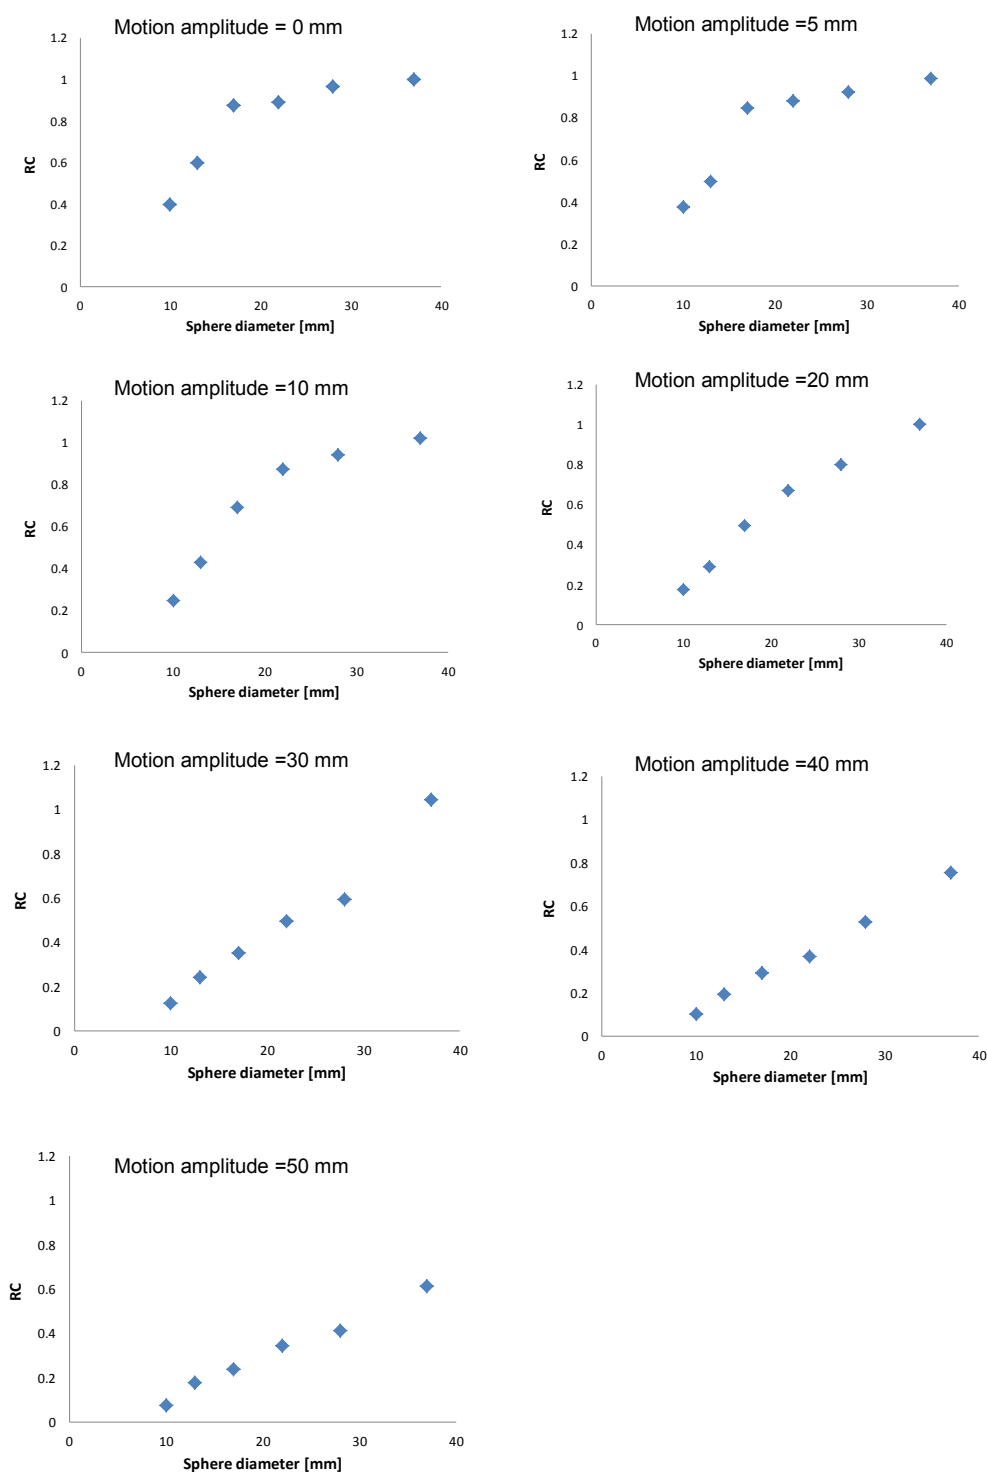 Motion amplitude = 0 mm
1.2
1
0.8
0.6
0.4
0.2
0
RC
0 10 20 30 40
Sphere diameter [mm]
Motion amplitude =5 mm
1.2
1
0.8
0.6
0.4
0.2
0
RC
0 10 20 30 40
Sphere diameter [mm]
Motion amplitude =10 mm
1.2
1
0.8
0.6
0.4
0.2
0
RC
0 10 20 30 40
Sphere diameter [mm]
Motion amplitude =20 mm
1.2
1
0.8
0.6
0.4
0.2
0
RC
0 10 20 30 40
Sphere diameter [mm]
Motion amplitude =30 mm
1.2
1
0.8
0.6
0.4
0.2
0
RC
0 10 20 30 40
Sphere diameter [mm]
Motion amplitude =40 mm
1.2
1
0.8
0.6
0.4
0.2
0
RC
0 10 20 30 40
Sphere diameter [mm]
Motion amplitude =50 mm
1.2
1
0.8
0.6
0.4
0.2
0
RC
0 10 20 30 40
Sphere diameter [mm]